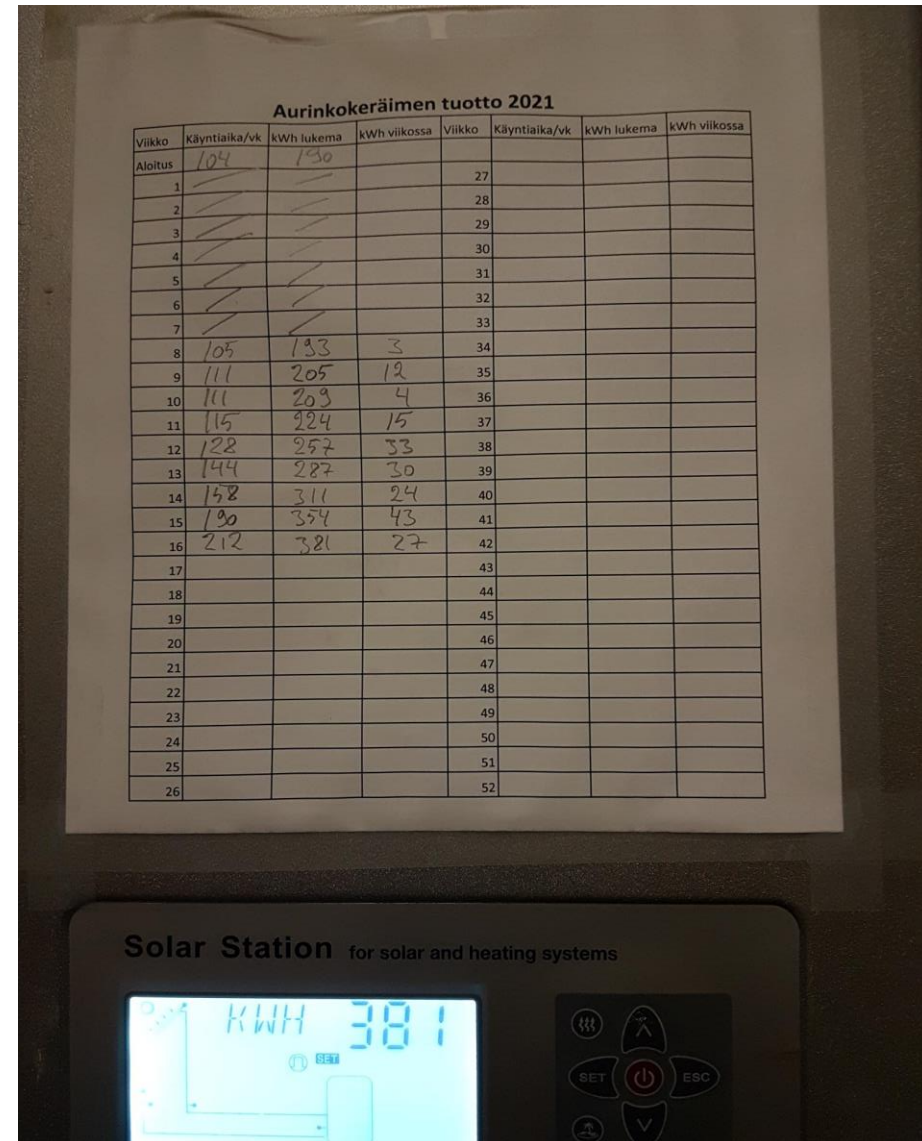 Aurinkokeräimen tuotto 2021
Viikko Käyntiaika/vk kWh lukema kWh viikossa Viikko Käyntiaika/vk kWh lukema kWh viikossa
Aloitus 104 190
1 27
2 28
3 29
4 30
5 31
6 32
7 33
8 105 193 3 34
9 111 205 12 35
10 111 209 4 36
11 115 224 15 37
12 128 257 33 38
13 144 287 30 39
14 158 311 24 40
15 190 354 43 41
16 212 381 27 42
17 43
18 44
19 45
20 46
21 47
22 48
23 49
24 50
25 51
26 52
Solar Station for solar and heating systems
KWH 381
SET
SET ESC